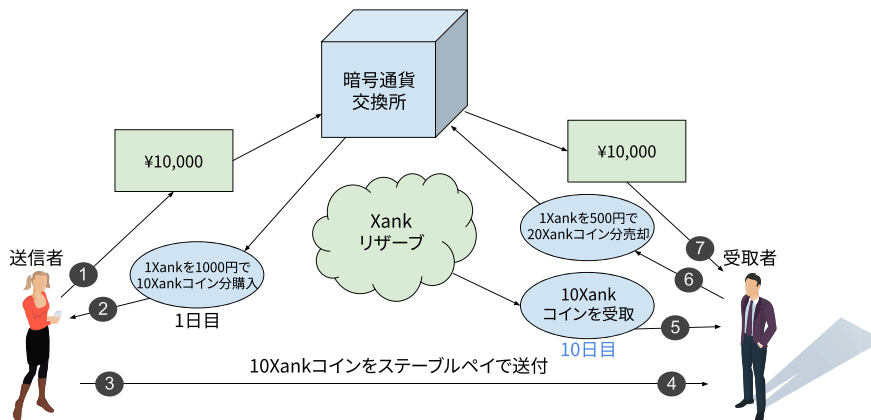 暗号通貨
交換所
¥10,000
¥10,000
Xank
リザーブ
1Xankを500円で
20Xankコイン分売却
送信者
受取者
1
7
1Xankを1000円で
10Xankコイン分購入
6
2
10Xank
コインを受取
1日目
5
10日目
10Xankコインをステーブルペイで送付
3
4